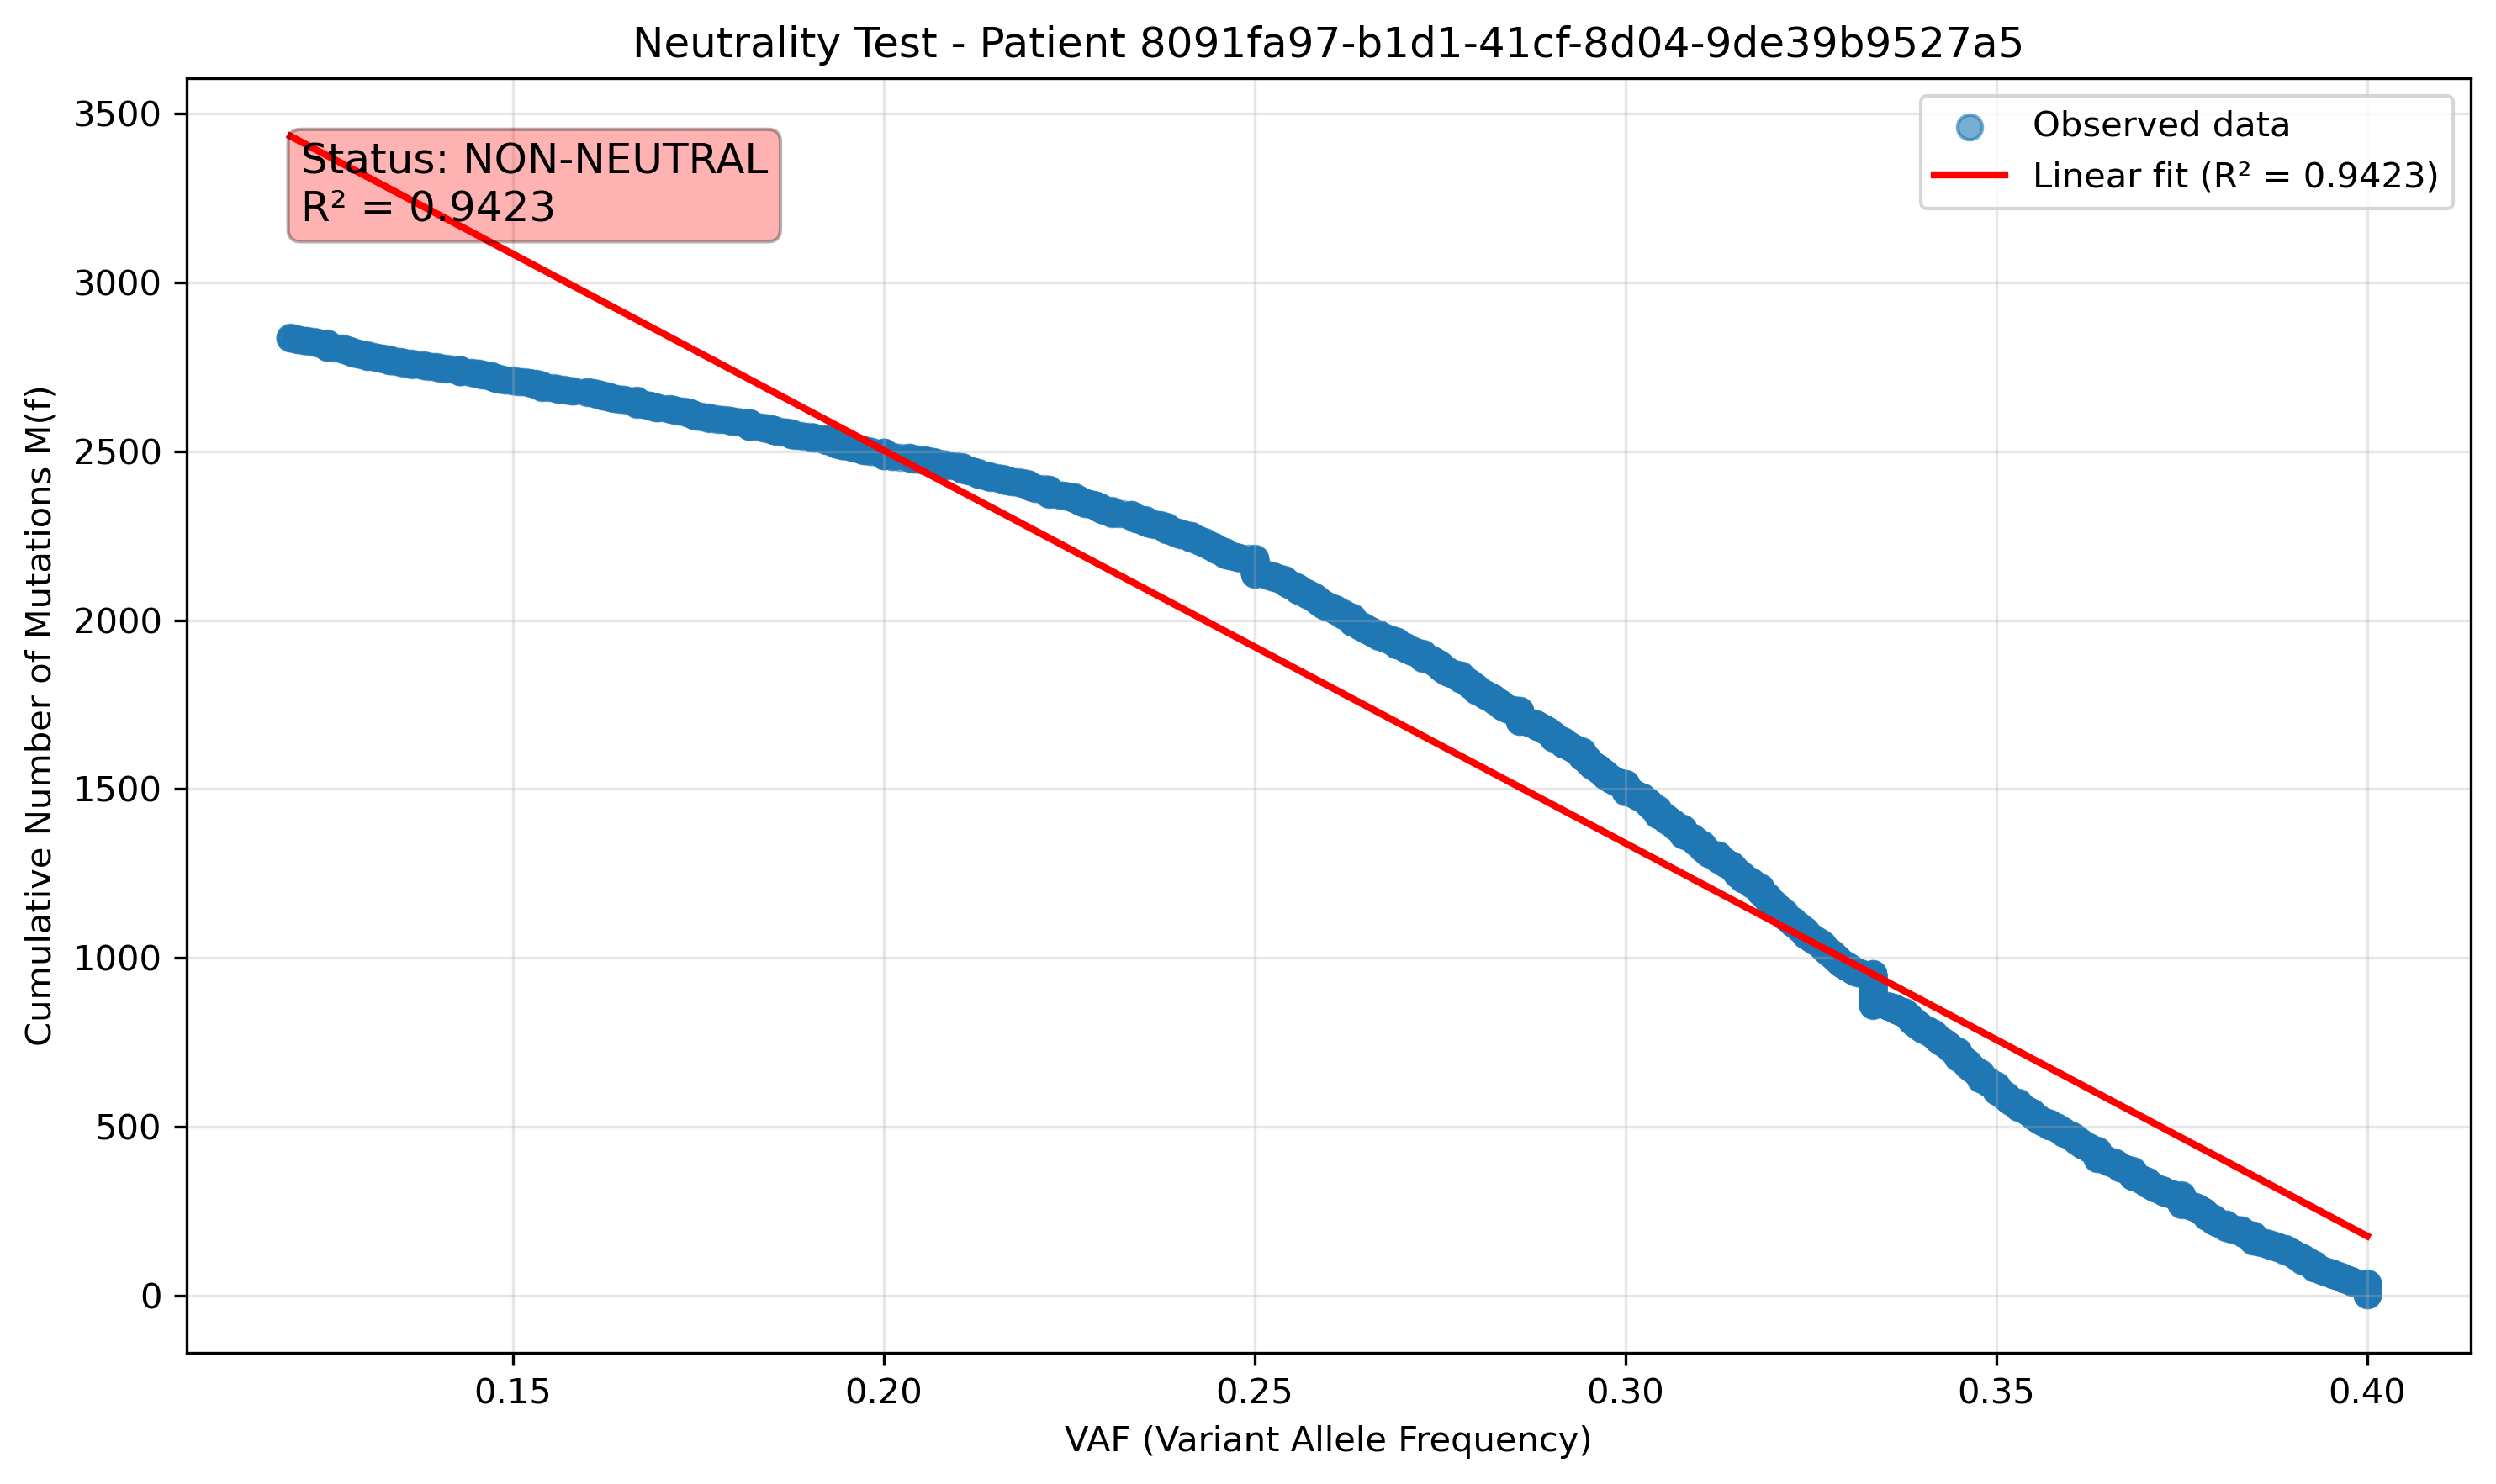 Neutrality Test - Patient 8091fa97-b1d1-41cf-8d04-9de39b9527a5
Status: NON-NEUTRAL
R² = 0.9423
Observed data
Linear fit (R² = 0.9423)
Cumulative Number of Mutations M(f)
3500
3000
2500
2000
1500
1000
500
0
0.15
0.20
0.25
0.30
0.35
0.40
VAF (Variant Allele Frequency)